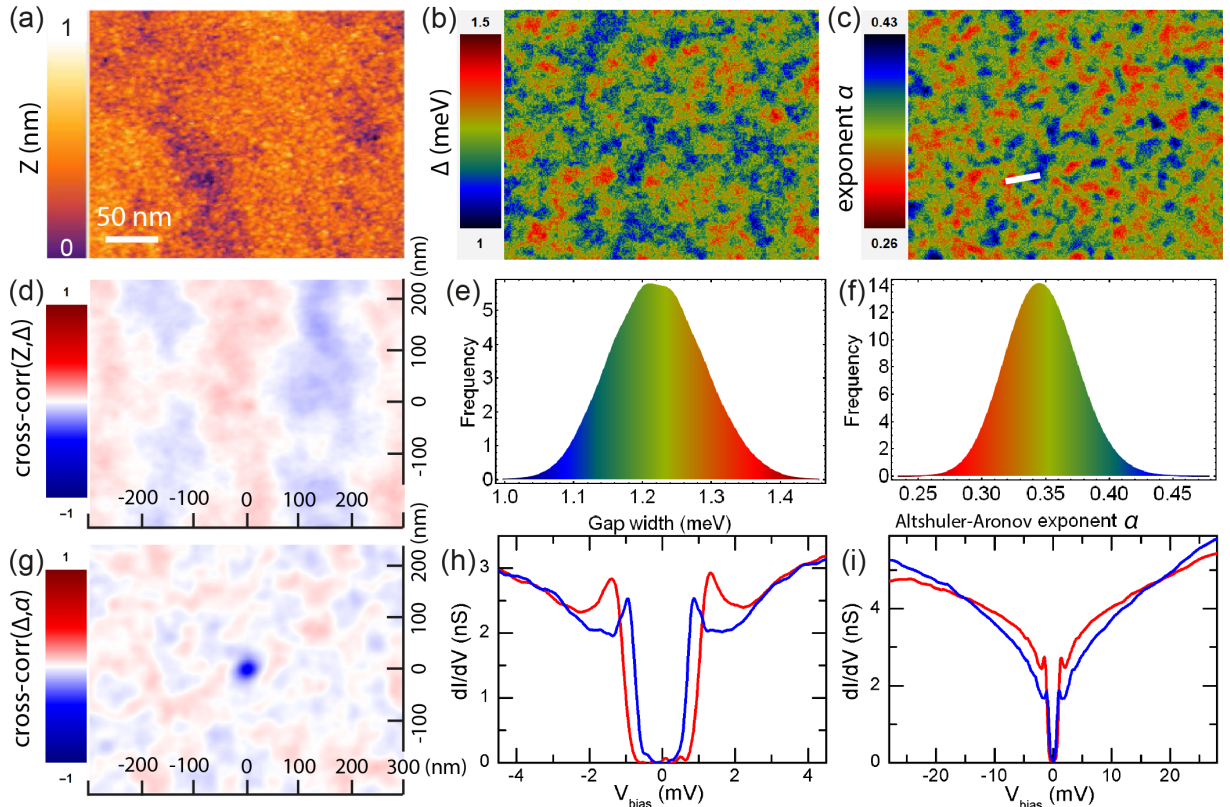 (a)
1
Z (nm)
0
50 nm
(b)
1.5
Δ (meV)
1
(c)
0.43
exponent α
0.26
(d)
1
cross-corr(Z,Δ)
−1
-200 -100 0 100 200
200 (nm)
100
0
-100
(nm)
(e)
Frequency
5
4
3
2
1
0
1.0 1.1 1.2 1.3 1.4
Gap width (meV)
(f)
Frequency
14
12
10
8
6
4
2
0
0.25 0.30 0.35 0.40 0.45
Altshuler-Aronov exponent α
(g)
1
cross-corr(Δ,α)
−1
-200 -100 0 100 200 300 (nm)
200
100
0
-100
(h)
dI/dV (nS)
3
2
1
0
-4 -2 0 2 4
V bias (mV)
(i)
dI/dV (nS)
4
2
0
-20 -10 0 10 20
V bias (mV)